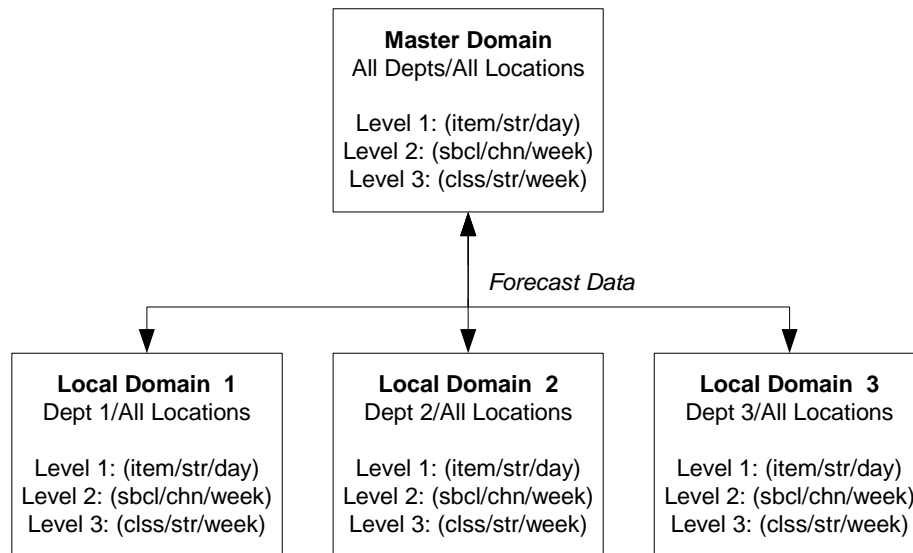 Master Domain
All Depts/All Locations
Level 1: (item/str/day)
Level 2: (sbcl/chn/week)
Level 3: (clss/str/week)
Forecast Data
Local Domain 1
Dept 1/All Locations
Level 1: (item/str/day)
Level 2: (sbcl/chn/week)
Level 3: (clss/str/week)
Local Domain 2
Dept 2/All Locations
Level 1: (item/str/day)
Level 2: (sbcl/chn/week)
Level 3: (clss/str/week)
Local Domain 3
Dept 3/All Locations
Level 1: (item/str/day)
Level 2: (sbcl/chn/week)
Level 3: (clss/str/week)